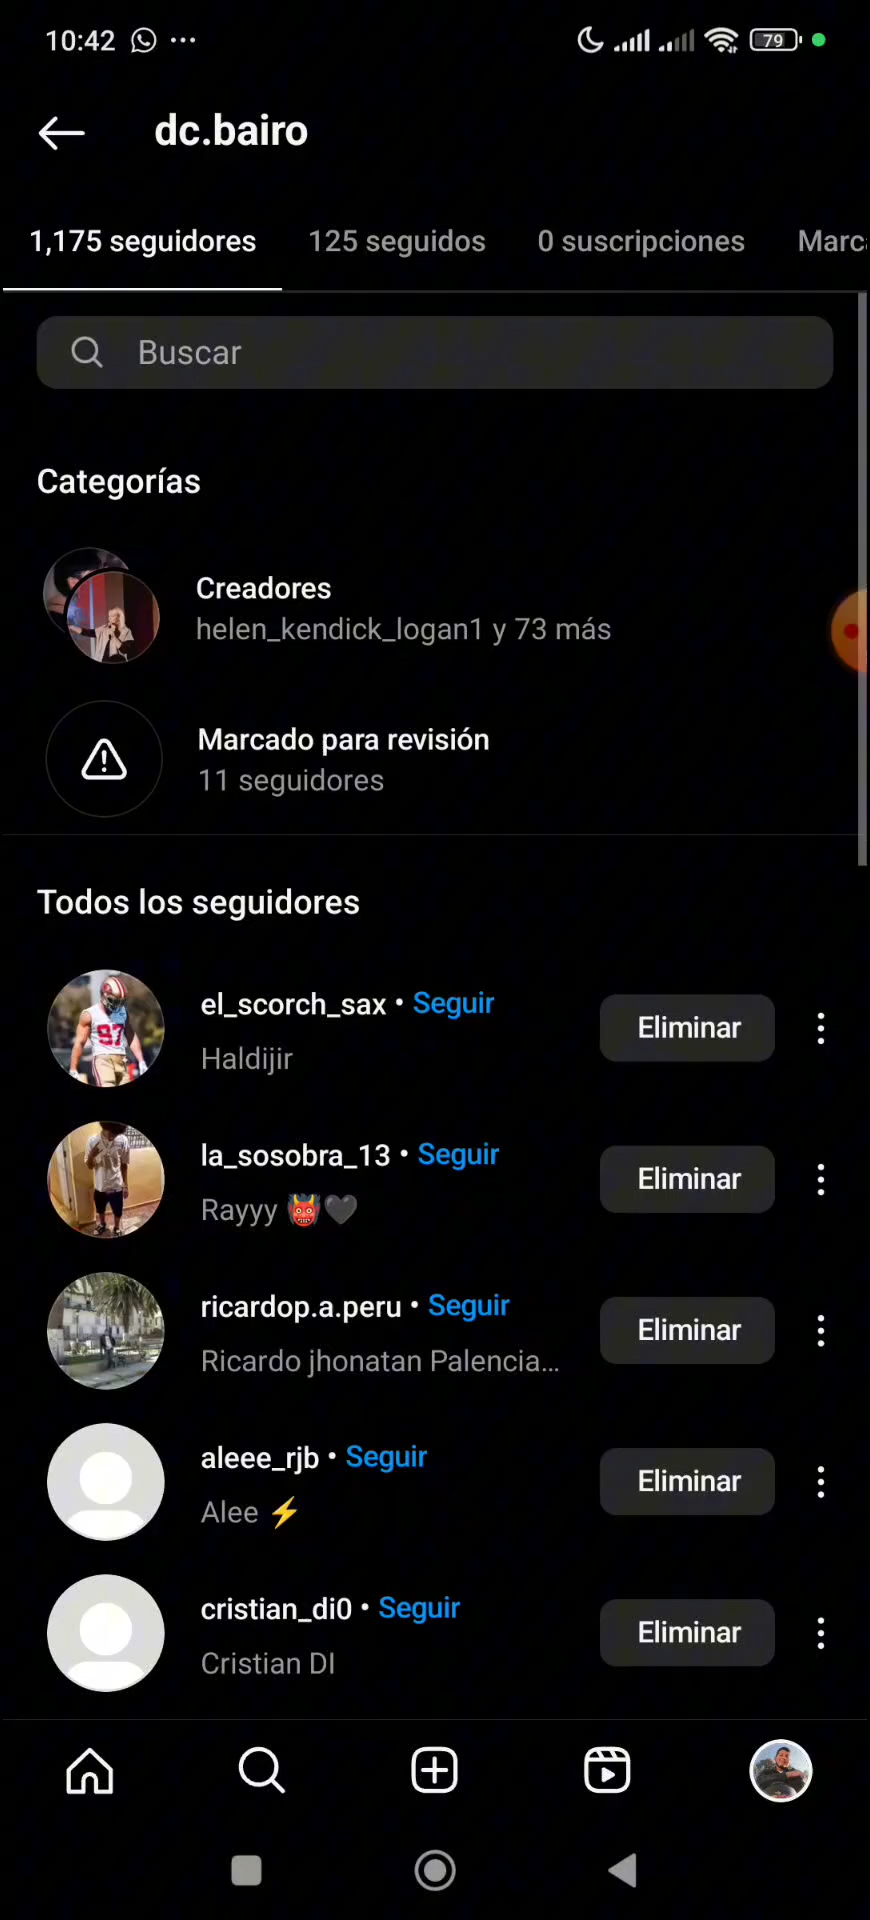 10:42
79
dc.bairo
1,175 seguidores 125 seguidos 0 suscripciones Marc
Buscar
Categorías
Creadores
helen_kendick_logan1 y 73 más
Marcado para revisión
11 seguidores
Todos los seguidores
el_scorch_sax • Seguir
Haldijir
Eliminar
la_sosobra_13 • Seguir
Rayyy 👹🖤
Eliminar
ricardop.a.peru • Seguir
Ricardo jhonatan Palencia...
Eliminar
aleee_rjb • Seguir
Alee ⚡
Eliminar
cristian_di0 • Seguir
Cristian DI
Eliminar